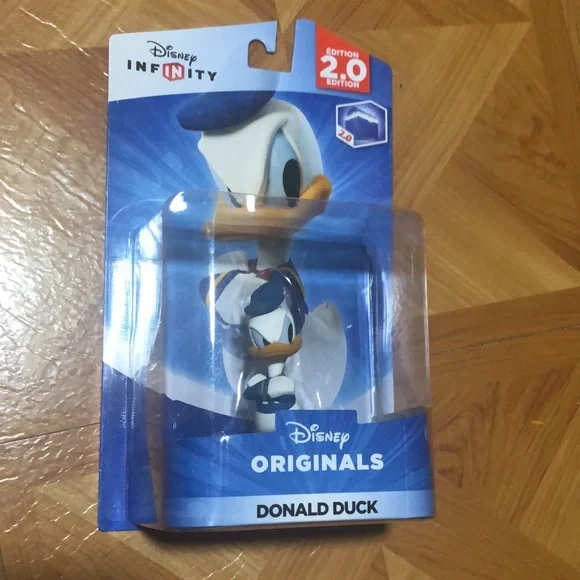 Disney
INFINITY
ÉDITION
2.0
EDITION
2.0
Disney
ORIGINALS
DONALD DUCK